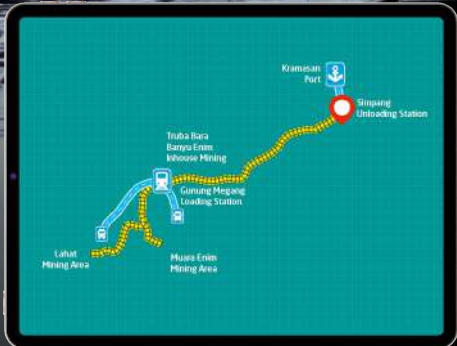 Kramasan
Port
Simpang
Unloading Station
Truba Bara
Banyu Enim
Inhouse Mining
Gunung Megang
Loading Station
Lahat
Mining Area
Muara Enim
Mining Area